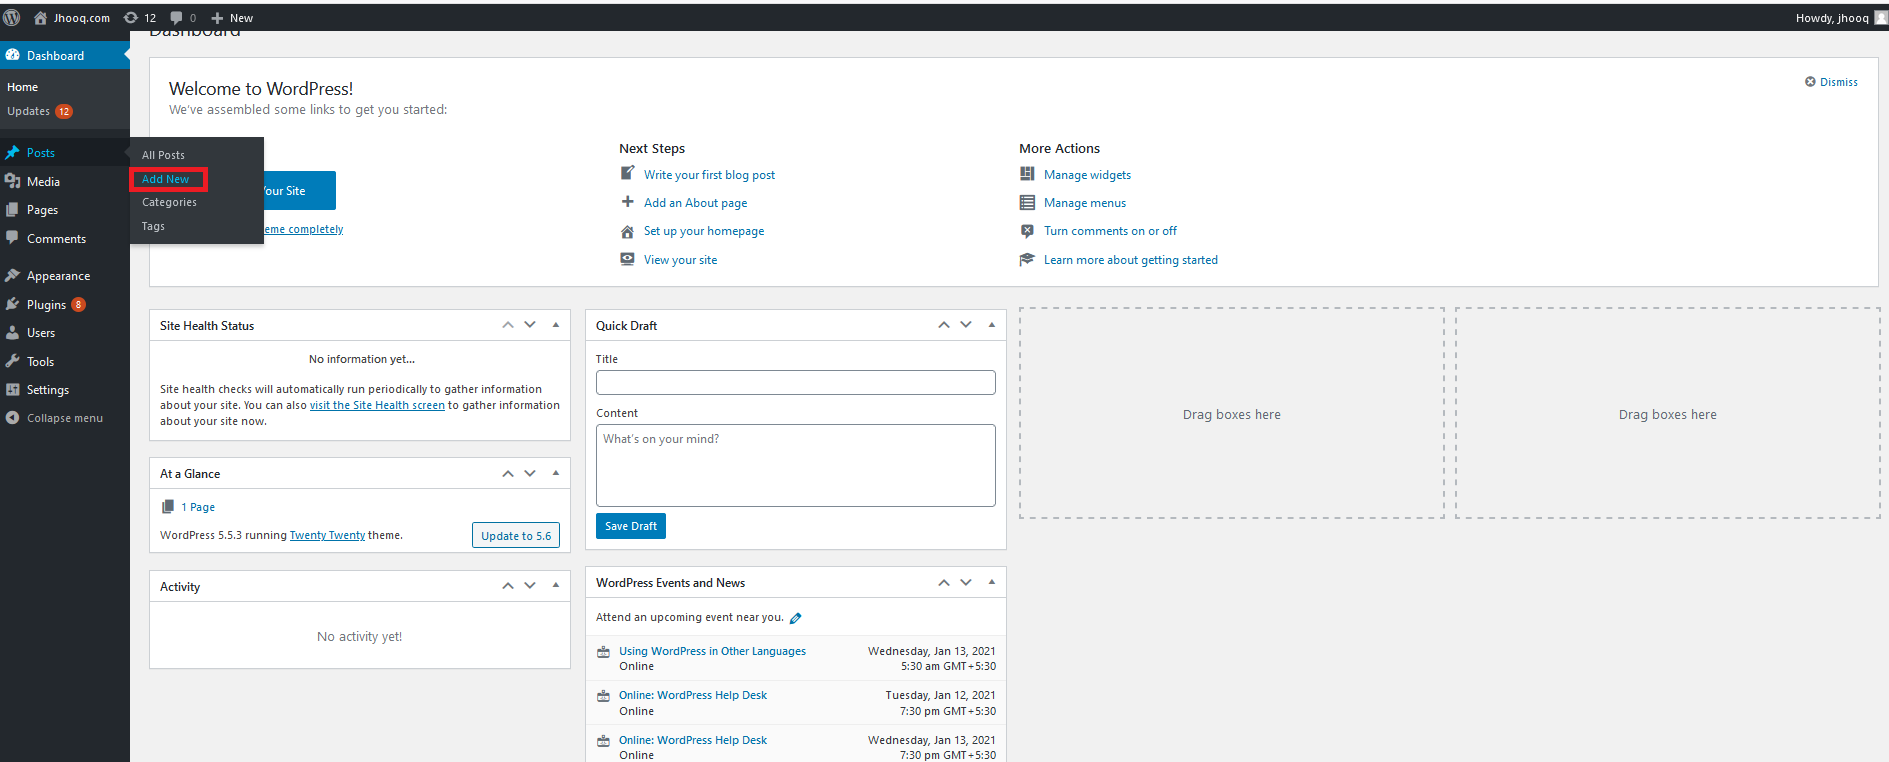 Jhooq.com 12 0 New
Howdy, jhooq
Dashboard
Dashboard
Home
Updates 12
Posts
Media
Pages
Comments
Appearance
Plugins 8
Users
Tools
Settings
Collapse menu
All Posts
Add New
Categories
Tags
Welcome to WordPress!
We've assembled some links to get you started:
Dismiss
Your Site
completely
Next Steps
Write your first blog post
Add an About page
Set up your homepage
View your site
More Actions
Manage widgets
Manage menus
Turn comments on or off
Learn more about getting started
Site Health Status
No information yet...
Site health checks will automatically run periodically to gather information
about your site. You can also visit the Site Health screen to gather information
about your site now.
At a Glance
1 Page
WordPress 5.5.3 running Twenty Twenty theme.
Update to 5.6
Activity
No activity yet!
Quick Draft
Title
Content
What's on your mind?
Save Draft
WordPress Events and News
Attend an upcoming event near you.
Using WordPress in Other Languages
Online
Wednesday, Jan 13, 2021
5:30 am GMT+5:30
Online: WordPress Help Desk
Online
Tuesday, Jan 12, 2021
7:30 pm GMT+5:30
Online: WordPress Help Desk
Online
Wednesday, Jan 13, 2021
7:30 pm GMT+5:30
Drag boxes here
Drag boxes here